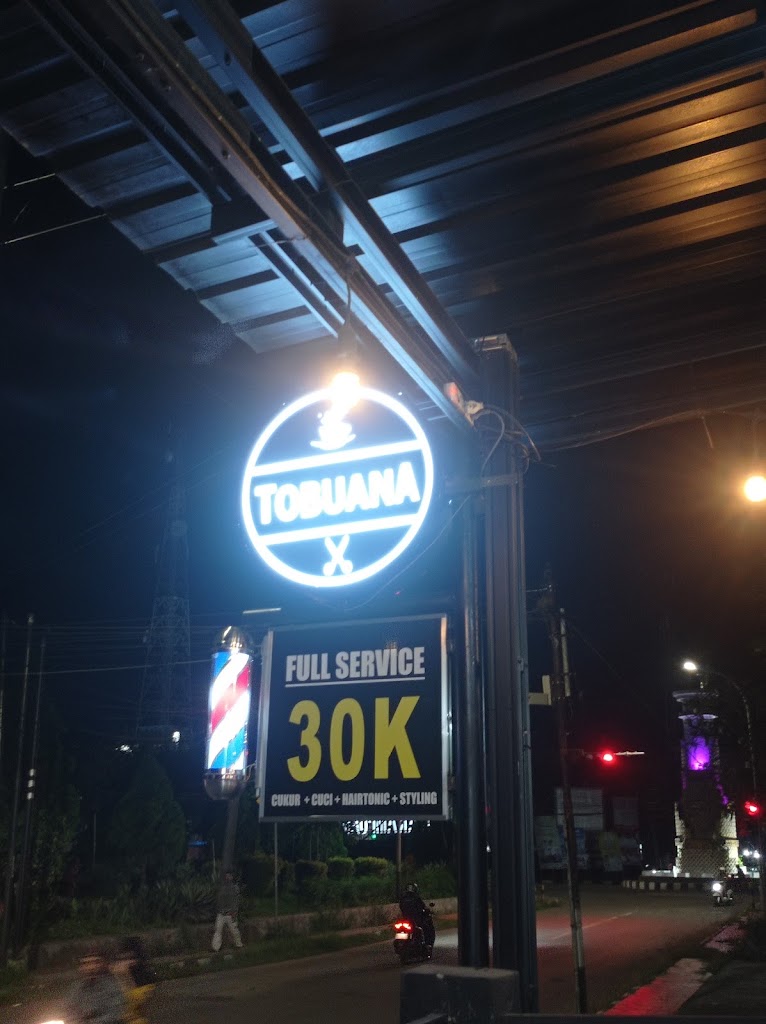 TOBUANA
FULL SERVICE
30K
CUKUR + CUCI + HAIRTONIC + STYLING